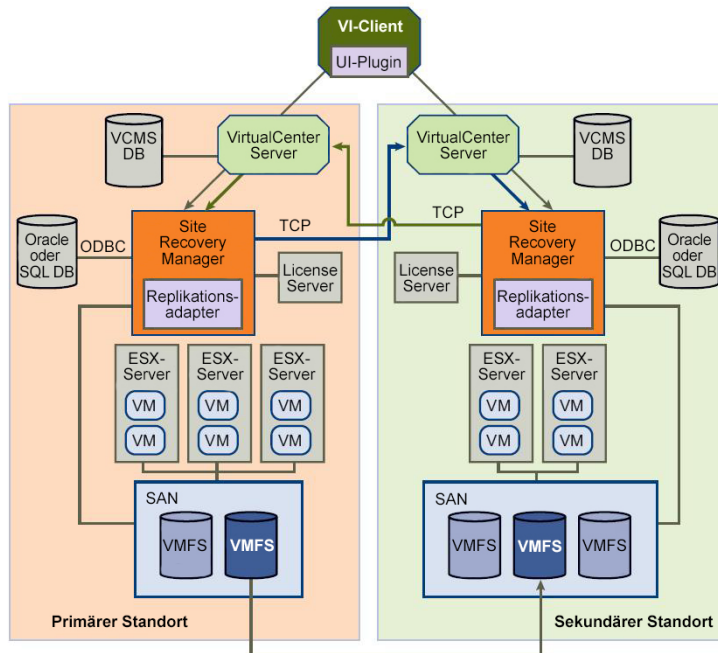 VI-Client
UI-Plugin
VCMS
DB
VirtualCenter
Server
VirtualCenter
Server
VCMS
DB
TCP
TCP
Oracle
oder
SQL DB
ODBC
Site
Recovery
Manager
Replikations-
adapter
License
Server
License
Server
Site
Recovery
Manager
Replikations-
adapter
ODBC
Oracle
oder
SQL DB
ESX-
Server
VM
VM
ESX-
Server
VM
VM
ESX-
Server
VM
VM
ESX-
Server
VM
VM
ESX-
Server
VM
VM
SAN
VMFS
VMFS
SAN
VMFS
VMFS
VMFS
Primärer Standort
Sekundärer Standort